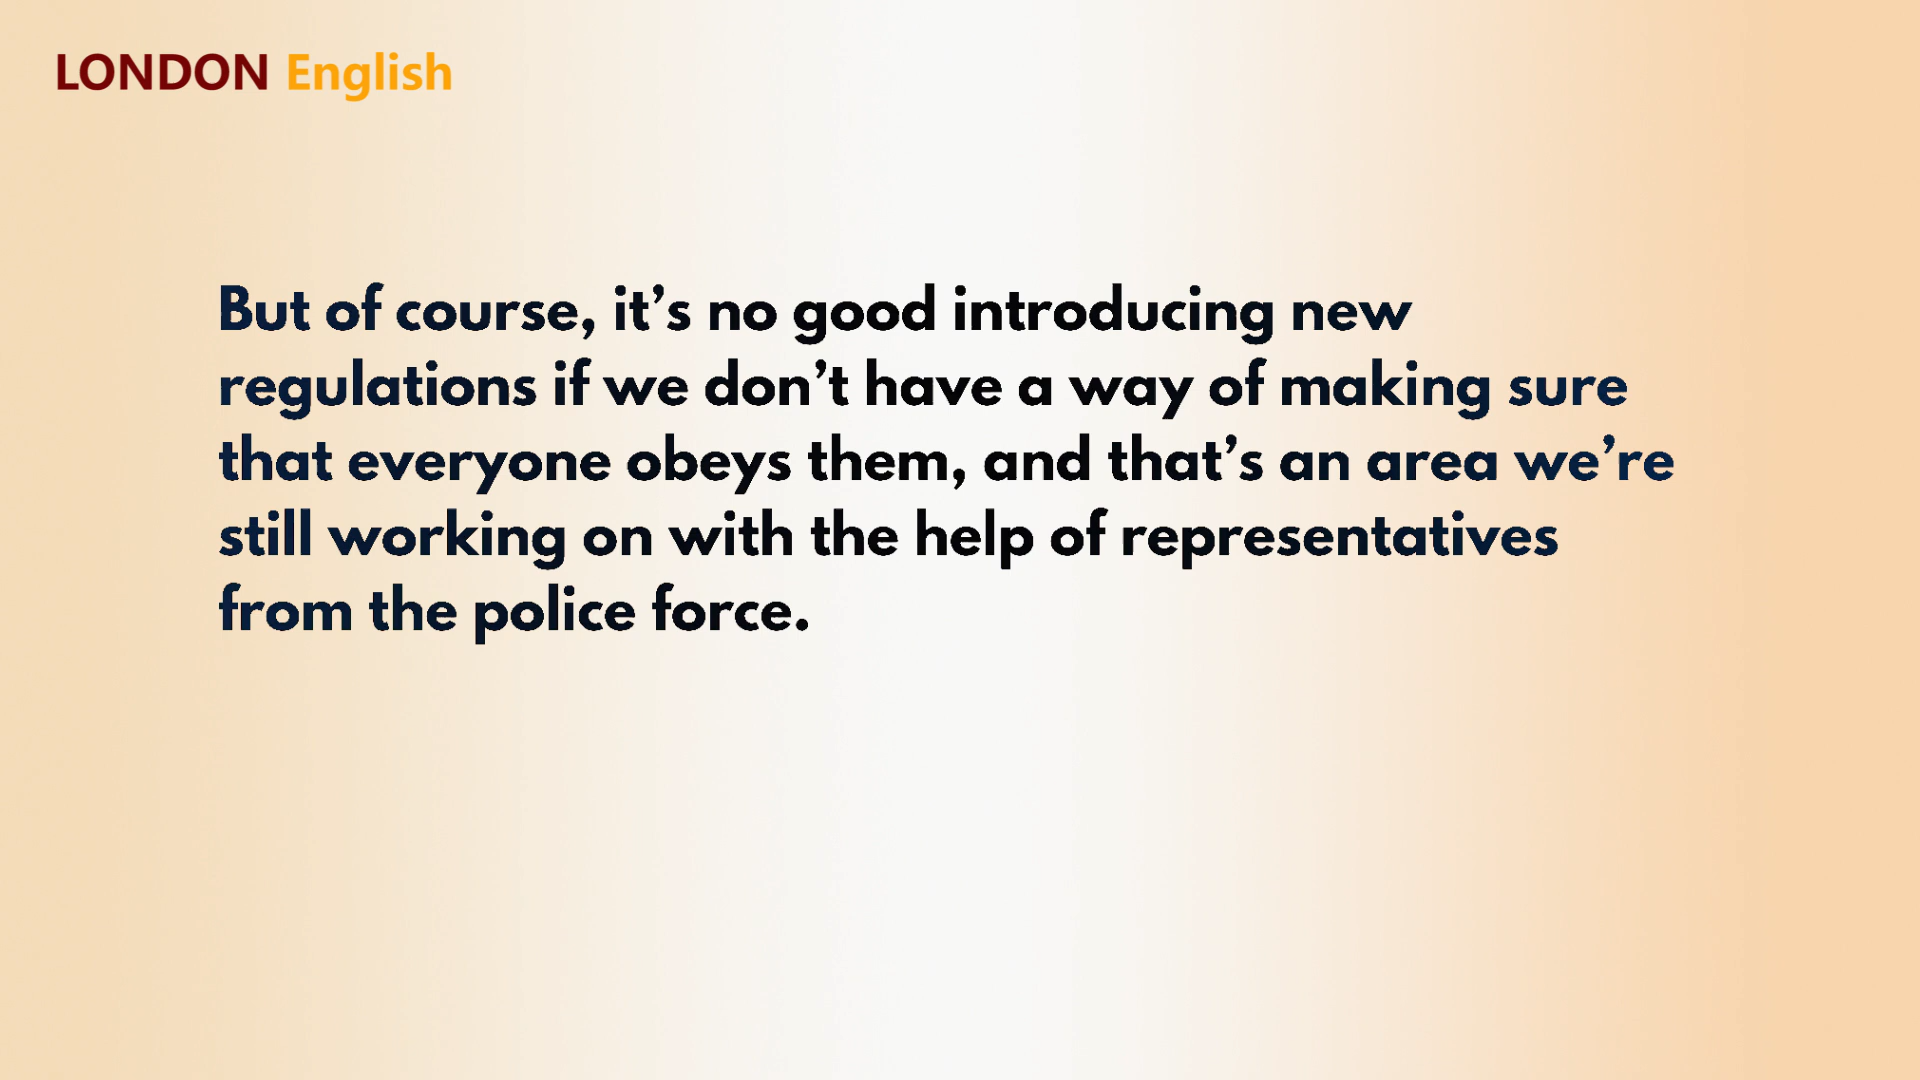 LONDON English
But of course, it’s no good introducing new
regulations if we don’t have a way of making sure
that everyone obeys them, and that’s an area we’re
still working on with the help of representatives
from the police force.